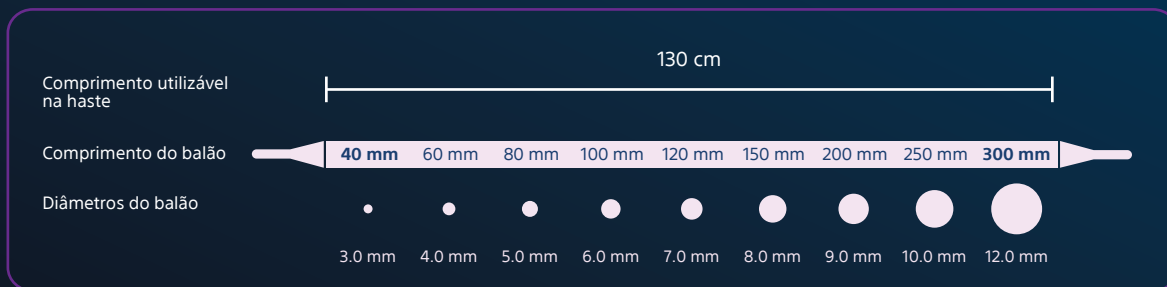 130 cm
Comprimento utilizável
na haste
Comprimento do balão 40 mm 60 mm 80 mm 100 mm 120 mm 150 mm 200 mm 250 mm 300 mm
Diâmetros do balão
3.0 mm 4.0 mm 5.0 mm 6.0 mm 7.0 mm 8.0 mm 9.0 mm 10.0 mm 12.0 mm